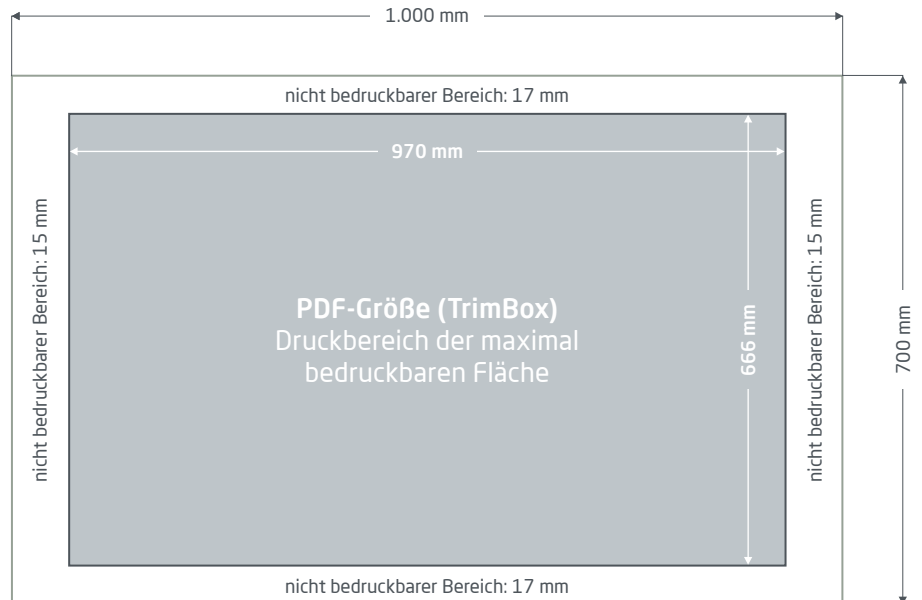 1.000 mm
nicht bedruckbarer Bereich: 17 mm
970 mm
nicht bedruckbarer Bereich: 15 mm
PDF-Größe (TrimBox)
Druckbereich der maximal
bedruckbaren Fläche
666 mm
nicht bedruckbarer Bereich: 15 mm
700 mm
nicht bedruckbarer Bereich: 17 mm